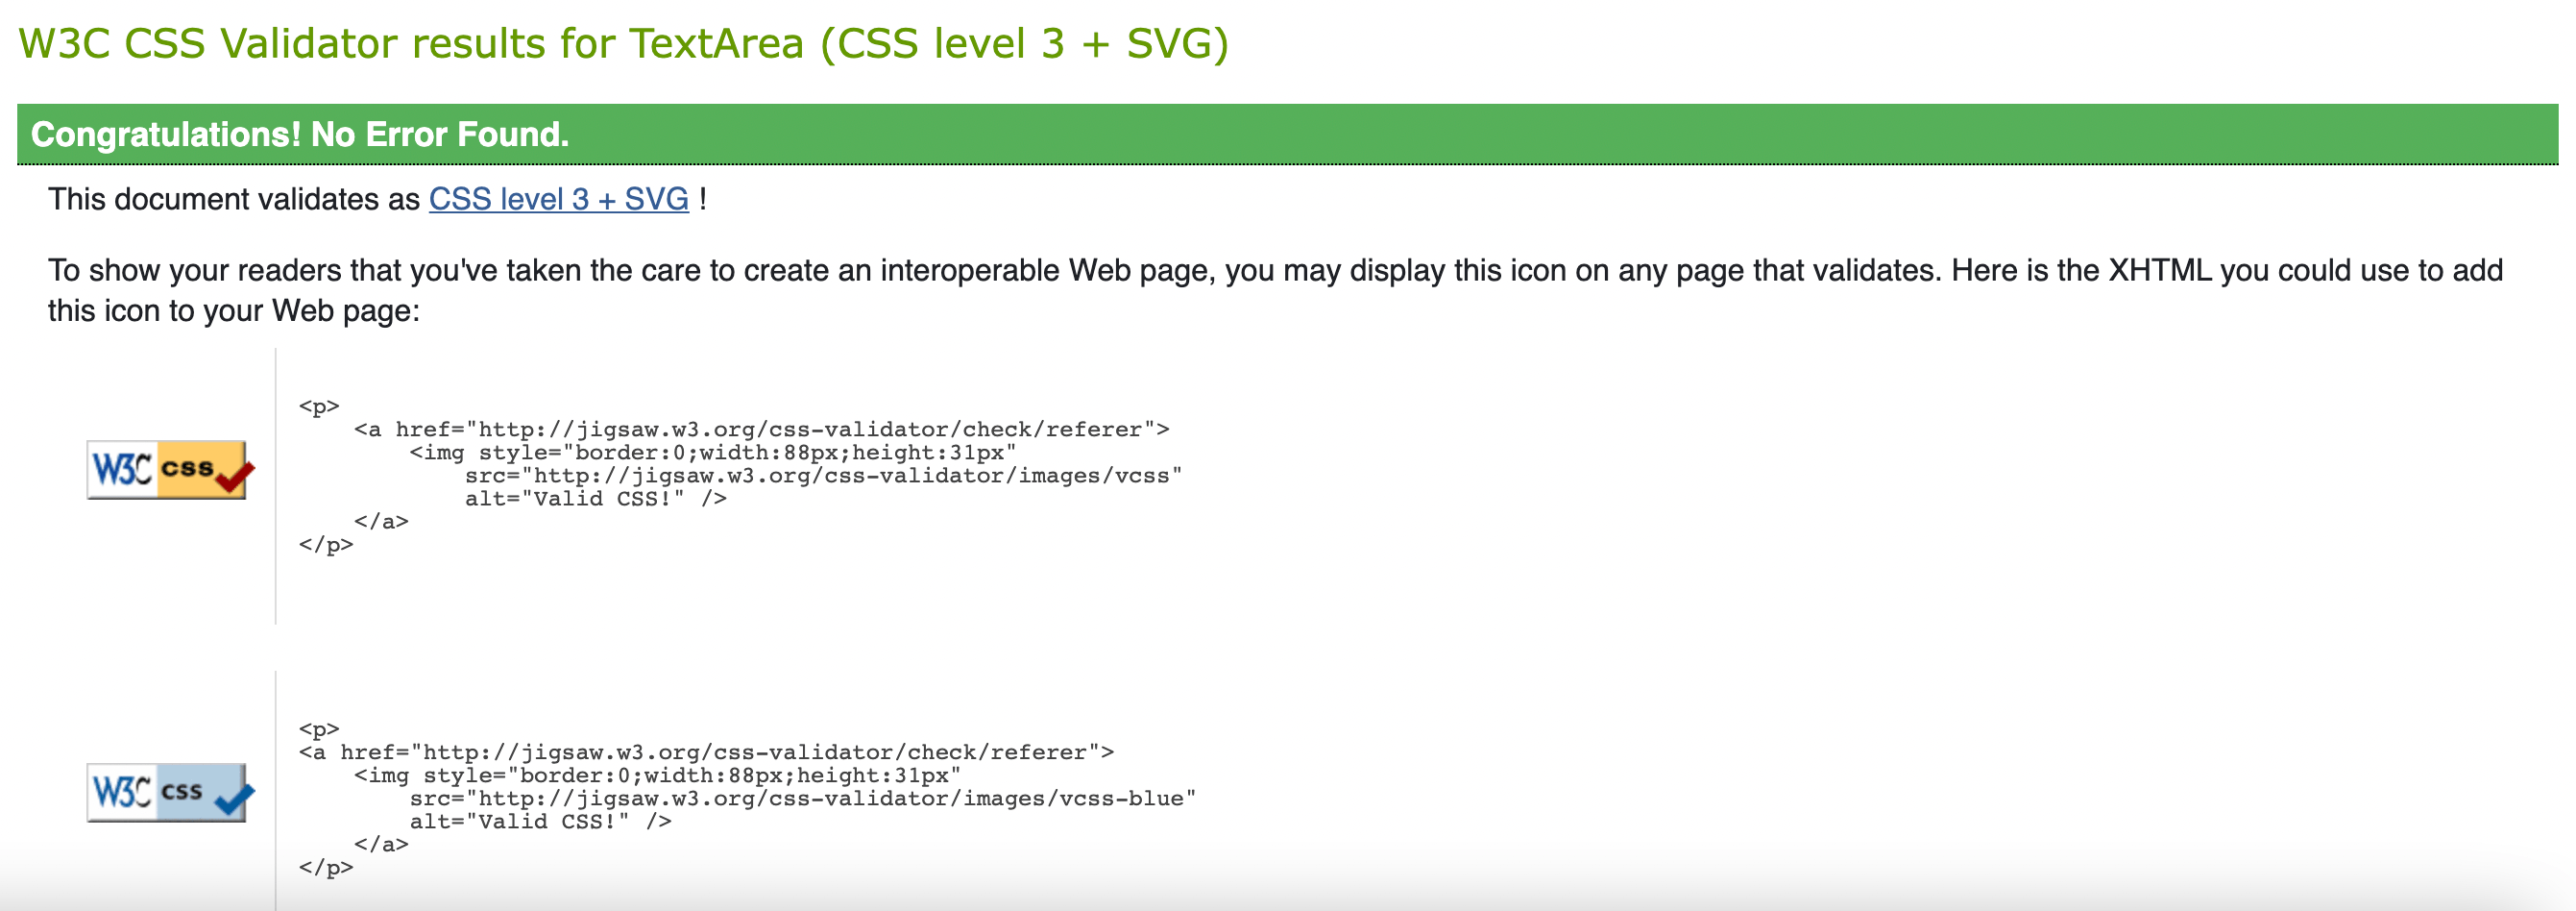 W3C CSS Validator results for TextArea (CSS level 3 + SVG)
Congratulations! No Error Found.
This document validates as CSS level 3 + SVG !
To show your readers that you've taken the care to create an interoperable Web page, you may display this icon on any page that validates. Here is the XHTML you could use to add
this icon to your Web page:
W3C css
<p>
    <a href="http://jigsaw.w3.org/css-validator/check/referer">
        <img style="border:0;width:88px;height:31px"
            src="http://jigsaw.w3.org/css-validator/images/vcss"
            alt="Valid CSS!" />
    </a>
</p>
W3C css
<p>
<a href="http://jigsaw.w3.org/css-validator/check/referer">
    <img style="border:0;width:88px;height:31px"
        src="http://jigsaw.w3.org/css-validator/images/vcss-blue"
        alt="Valid CSS!" />
    </a>
</p>